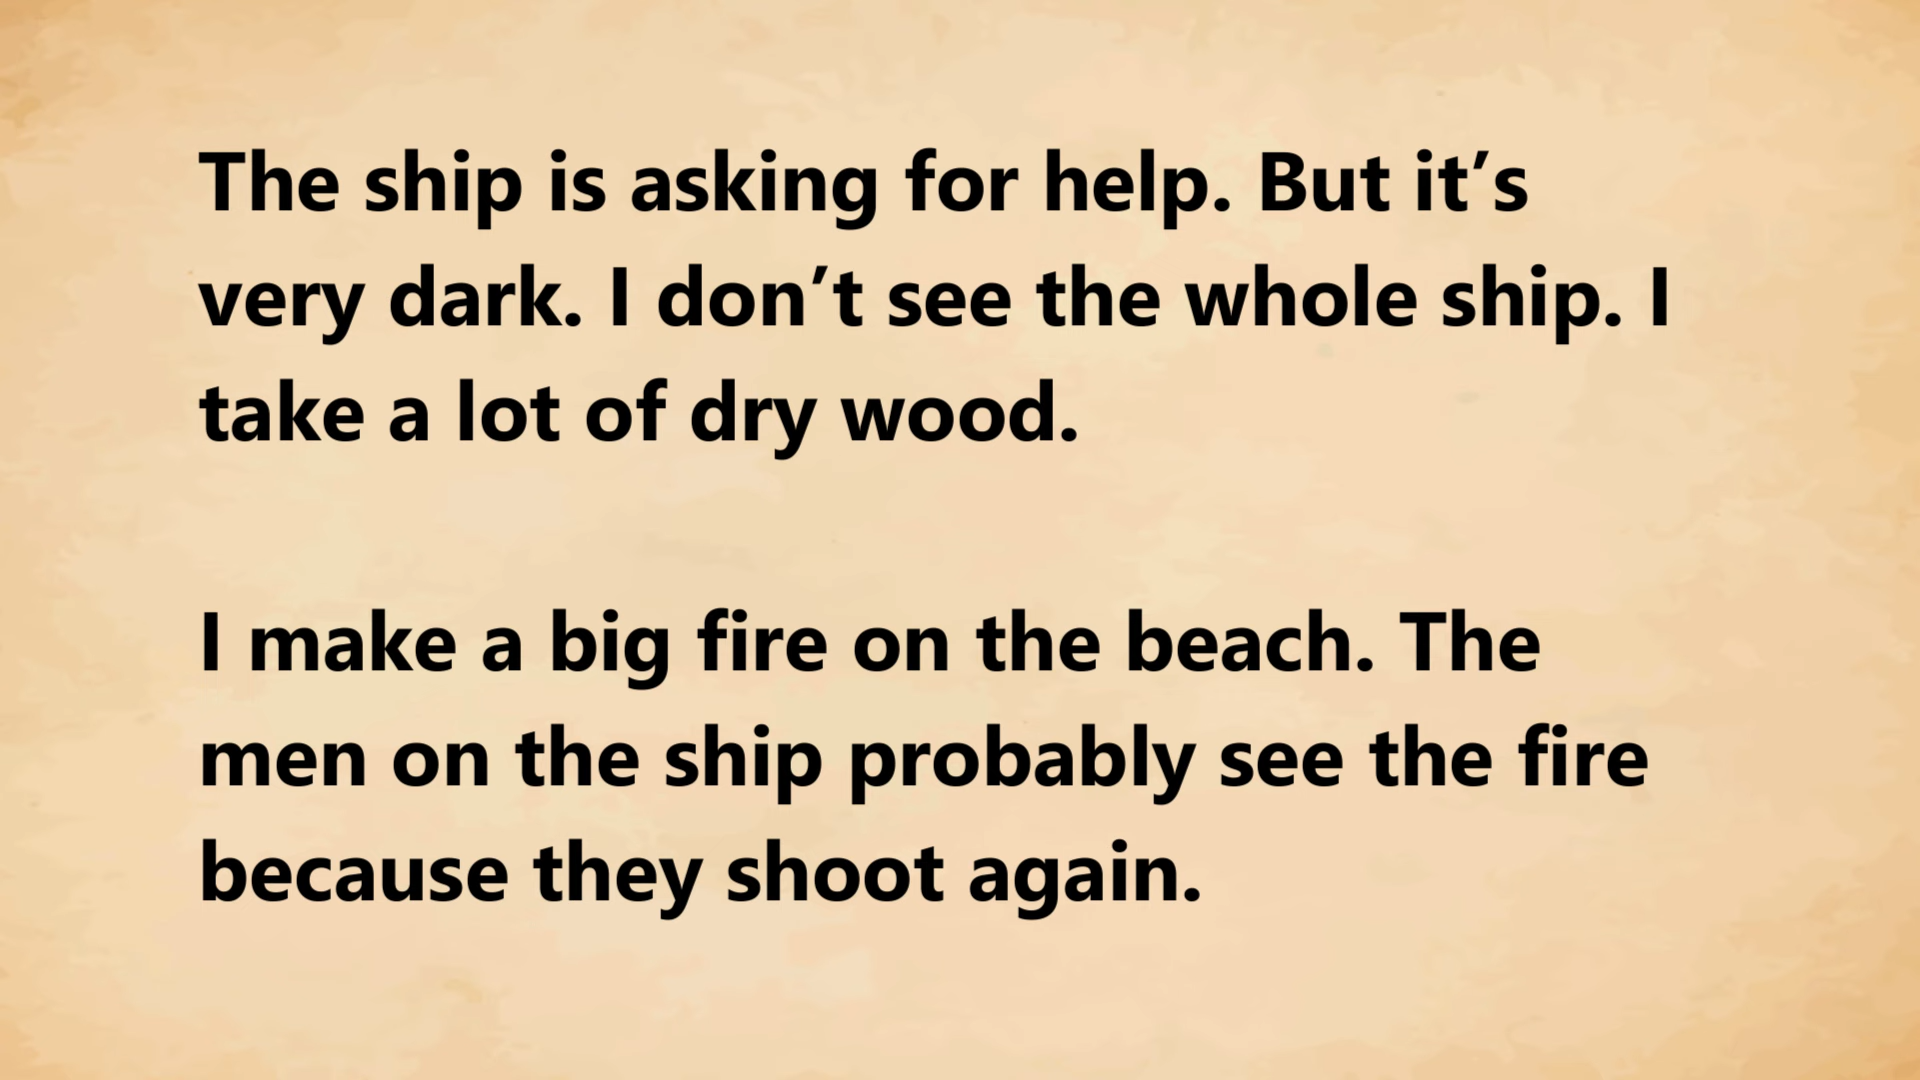 The ship is asking for help. But it’s
very dark. I don’t see the whole ship. I
take a lot of dry wood.
I make a big fire on the beach. The
men on the ship probably see the fire
because they shoot again.